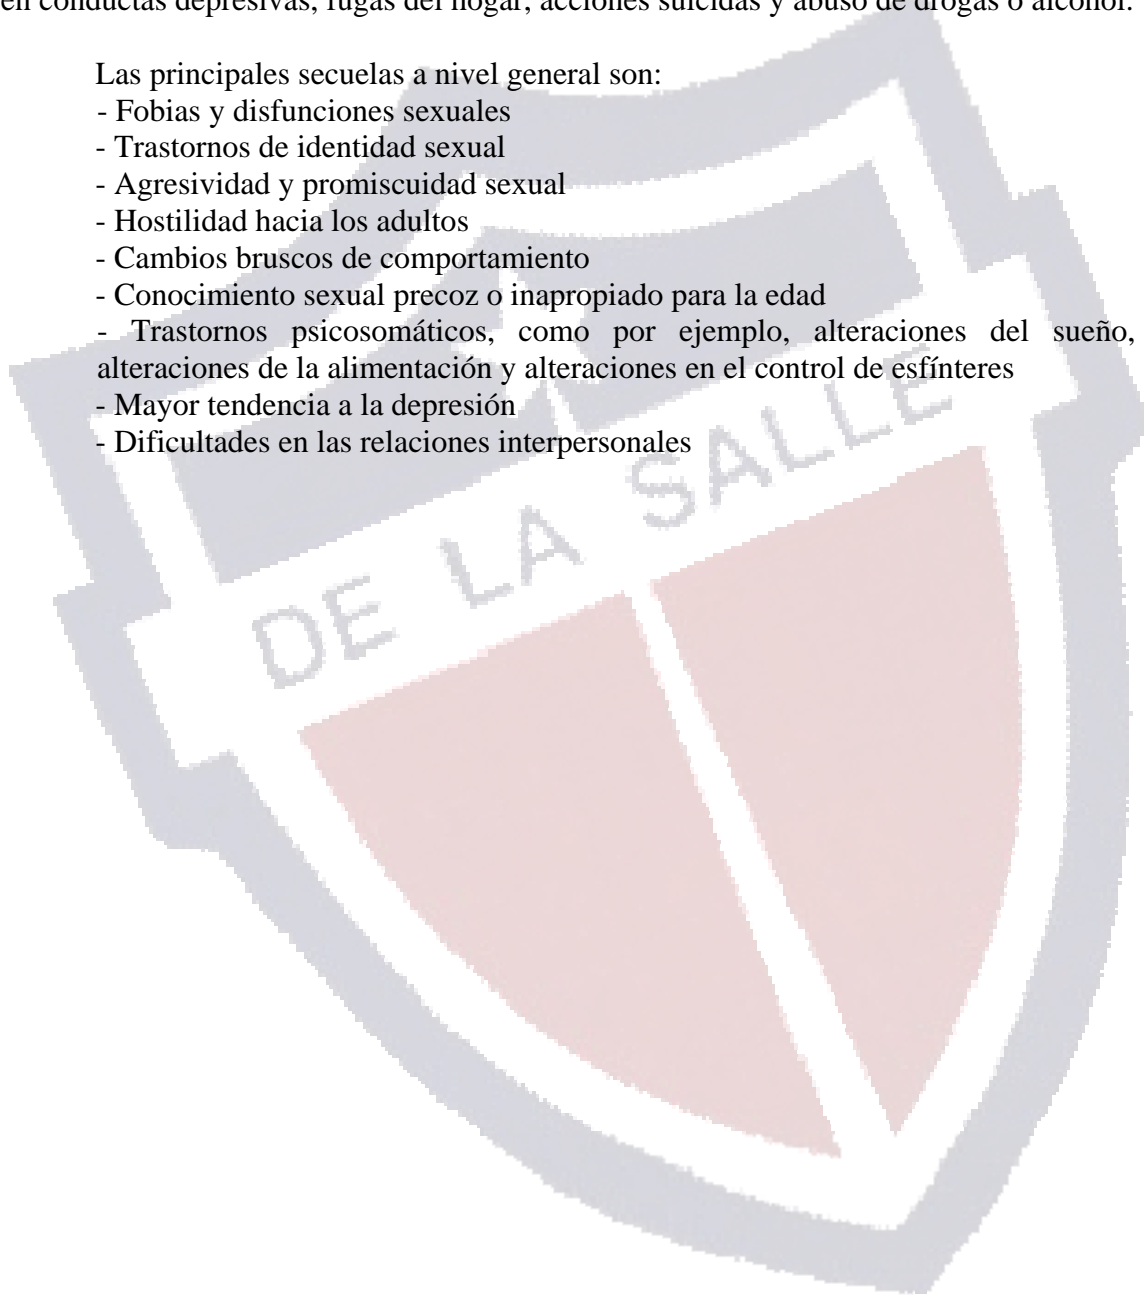 en conductas depresivas, fugas del hogar, acciones suicidas y abuso de drogas o alcohol.
Las principales secuelas a nivel general son:
- Fobias y disfunciones sexuales
- Trastornos de identidad sexual
- Agresividad y promiscuidad sexual
- Hostilidad hacia los adultos
- Cambios bruscos de comportamiento
- Conocimiento sexual precoz o inapropiado para la edad
- Trastornos psicosomáticos, como por ejemplo, alteraciones del sueño,
alteraciones de la alimentación y alteraciones en el control de esfínteres
- Mayor tendencia a la depresión
- Dificultades en las relaciones interpersonales
DE LA SALLE